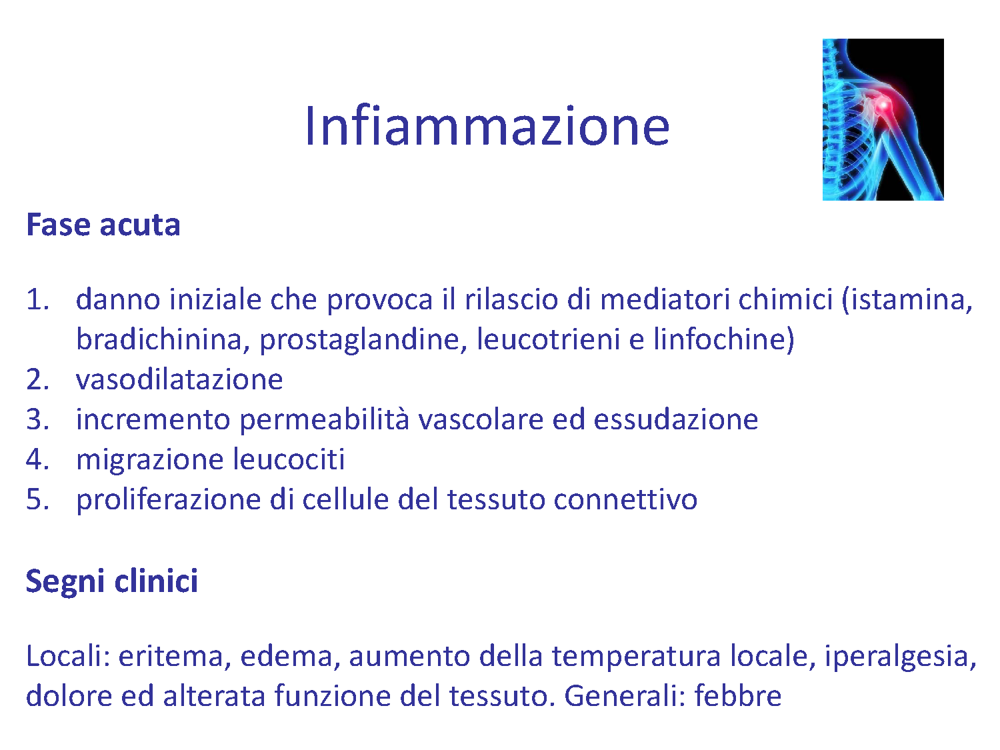 Infiammazione
Fase acuta
1. danno iniziale che provoca il rilascio di mediatori chimici (istamina,
bradichinina, prostaglandine, leucotrieni e linfochine)
2. vasodilatazione
3. incremento permeabilità vascolare ed essudazione
4. migrazione leucociti
5. proliferazione di cellule del tessuto connettivo
Segni clinici
Locali: eritema, edema, aumento della temperatura locale, iperalgesia,
dolore ed alterata funzione del tessuto. Generali: febbre